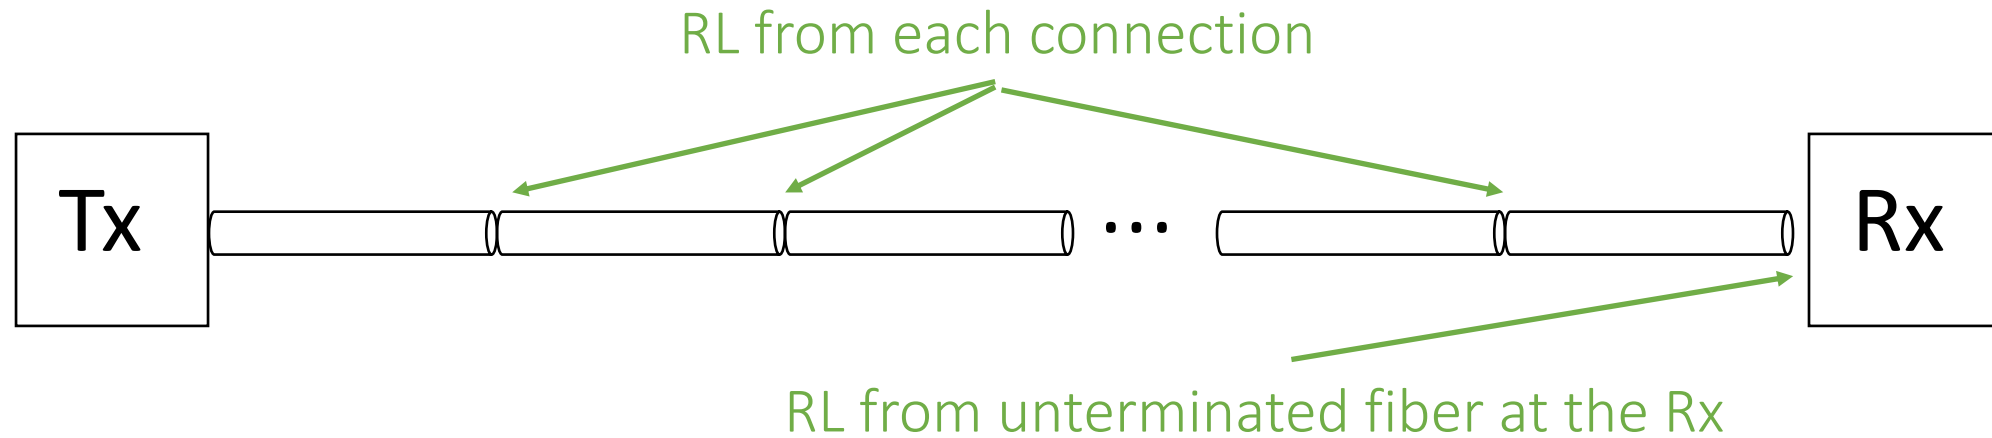 RL from each connection
Tx
...
Rx
RL from unterminated fiber at the Rx